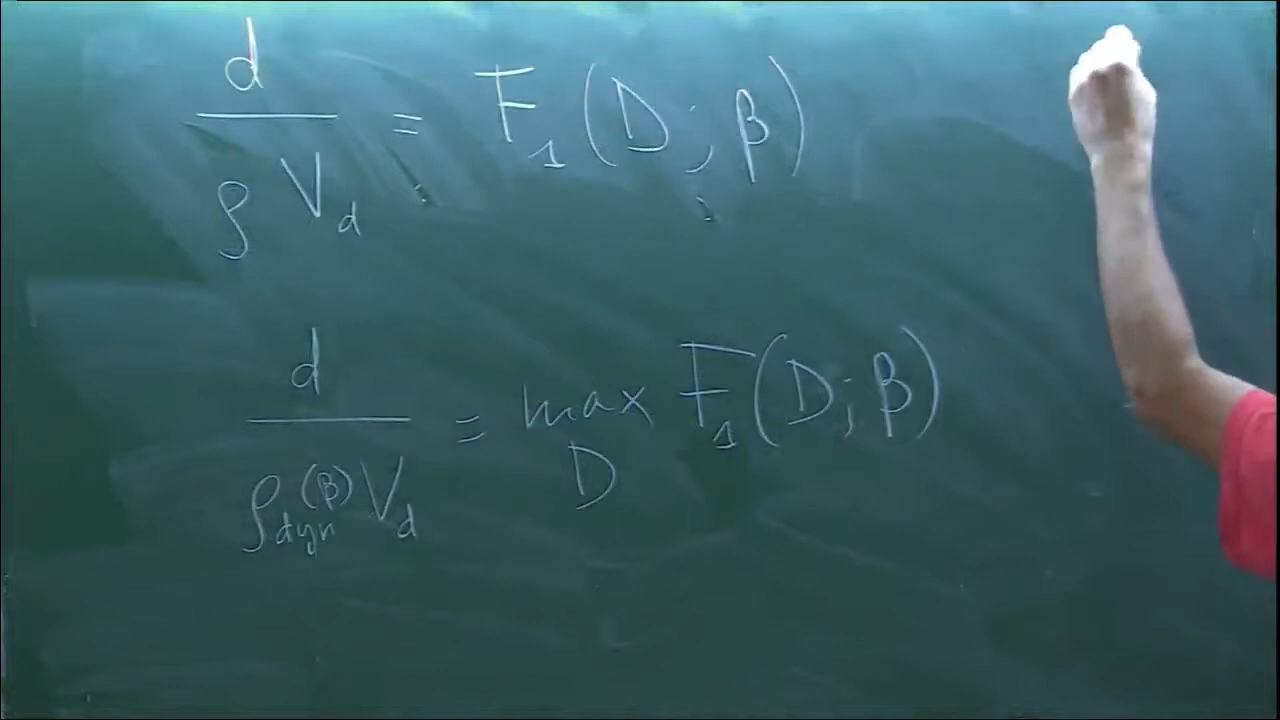 d / ρ V_d = F_1 (D; β)
d / ρ_dyn^(β) V_d = max_D F_1 (D; β)